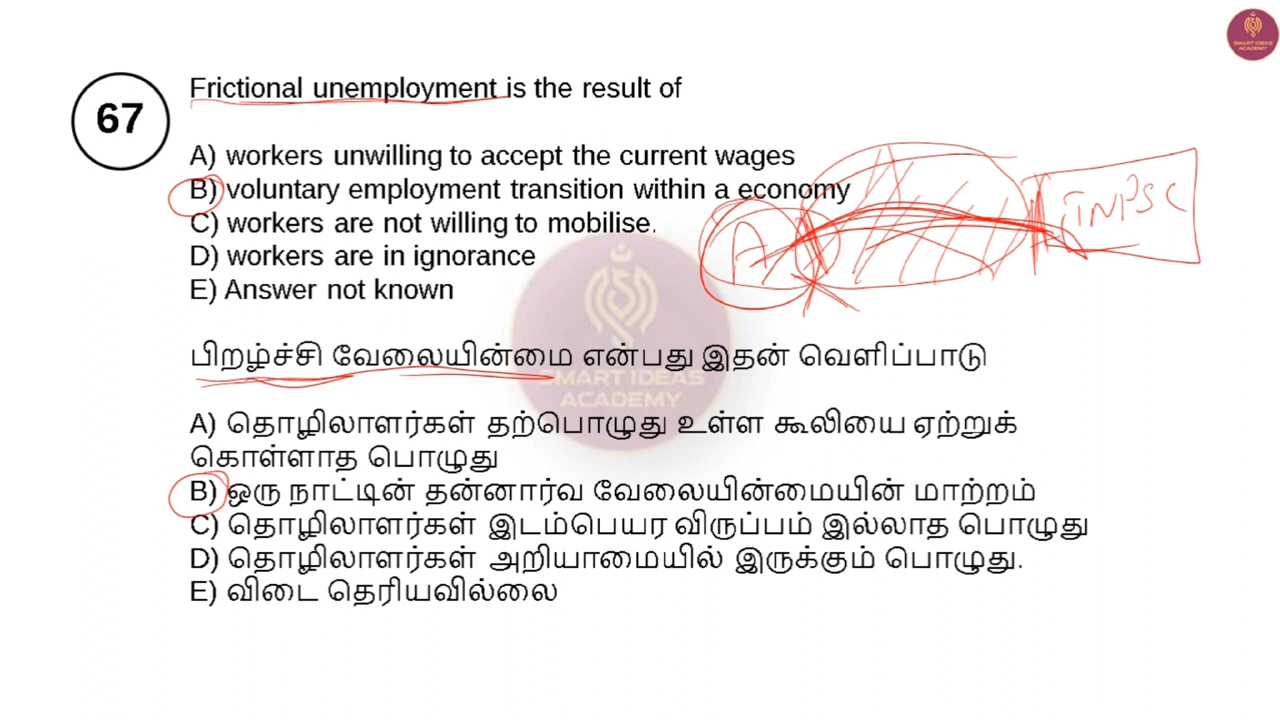 SMART IDEAS
ACADEMY
67
Frictional unemployment is the result of
A) workers unwilling to accept the current wages
B) voluntary employment transition within a economy
C) workers are not willing to mobilise.
D) workers are in ignorance
E) Answer not known
A
TNPSC
பிறழ்ச்சி வேலையின்மை என்பது இதன் வெளிப்பாடு
SMART IDEAS
ACADEMY
A) தொழிலாளர்கள் தற்பொழுது உள்ள கூலியை ஏற்றுக்
கொள்ளாத பொழுது
B) ஒரு நாட்டின் தன்னார்வ வேலையின்மையின் மாற்றம்
C) தொழிலாளர்கள் இடம்பெயர விருப்பம் இல்லாத பொழுது
D) தொழிலாளர்கள் அறியாமையில் இருக்கும் பொழுது.
E) விடை தெரியவில்லை